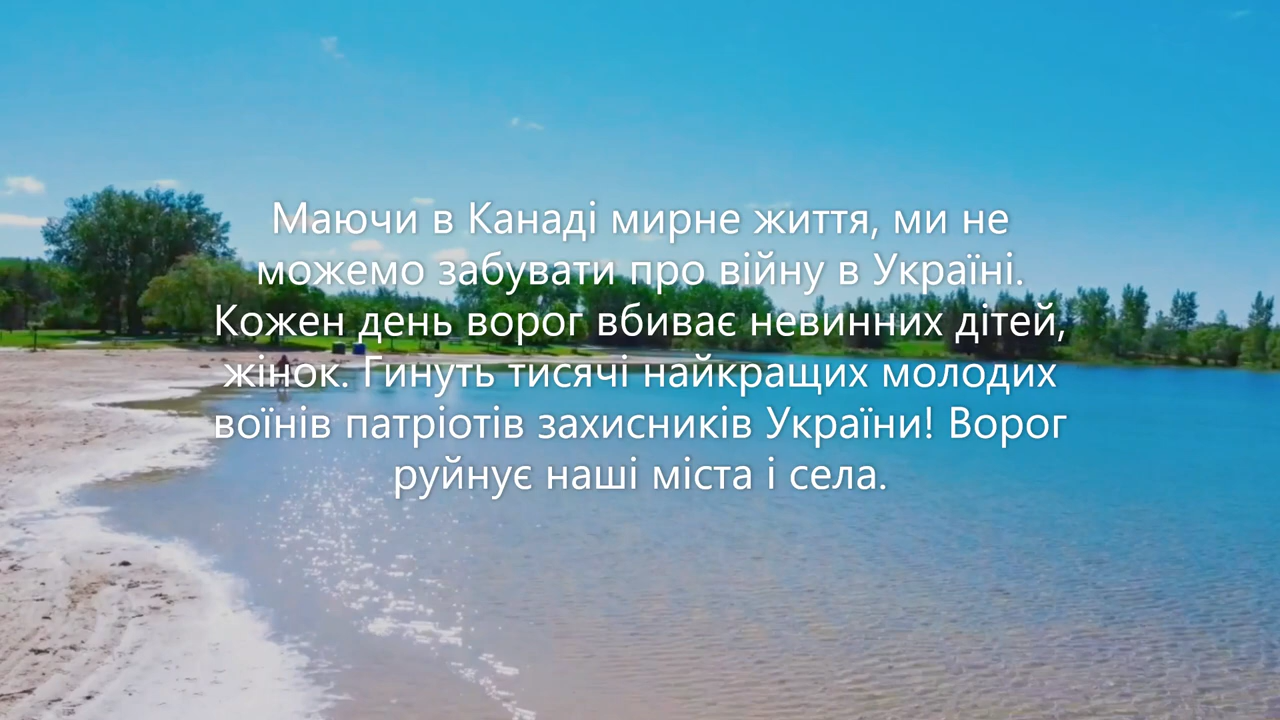 Маючи в Канаді мирне життя, ми не
можемо забувати про війну в Україні.
Кожен день ворог вбиває невинних дітей,
жінок. Гинуть тисячі найкращих молодих
воїнів патріотів захисників України! Ворог
руйнує наші міста і села.